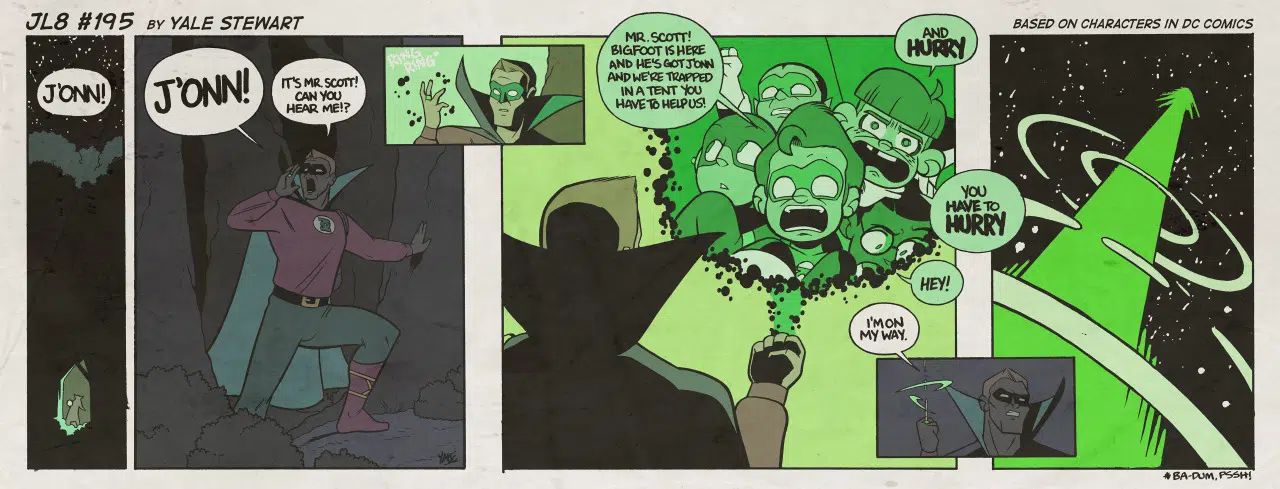 JL8 #195 BY YALE STEWART
BASED ON CHARACTERS IN DC COMICS
J'ONN!
J'ONN!
IT'S MR. SCOTT!
CAN YOU
HEAR ME!?
RING
RING*
MR. SCOTT!
BIGFOOT IS HERE
AND HE'S GOT J'ONN
AND WE'RE TRAPPED
IN A TENT YOU
HAVE TO HELP US!
AND
HURRY
YOU
HAVE TO
HURRY
HEY!
I'M ON
MY WAY.
YALE
*BA-DUM, PSSH!